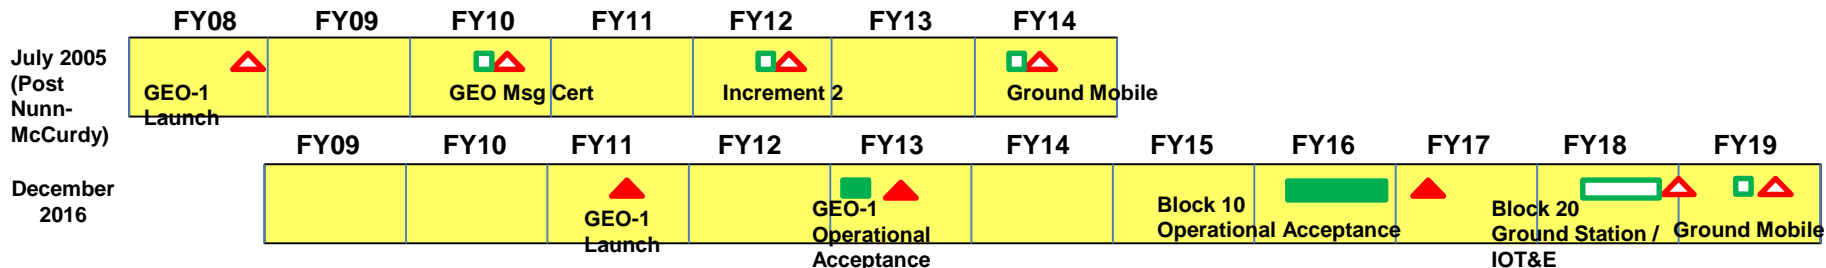 FY08 FY09 FY10 FY11 FY12 FY13 FY14
July 2005
(Post
Nunn-
McCurdy)
GEO-1
Launch
GEO Msg Cert
Increment 2
Ground Mobile
FY09 FY10 FY11 FY12 FY13 FY14 FY15 FY16 FY17 FY18 FY19
December
2016
GEO-1
Launch
GEO-1
Operational
Acceptance
Block 10
Operational Acceptance
Block 20
Ground Station /
IOT&E
Ground Mobile